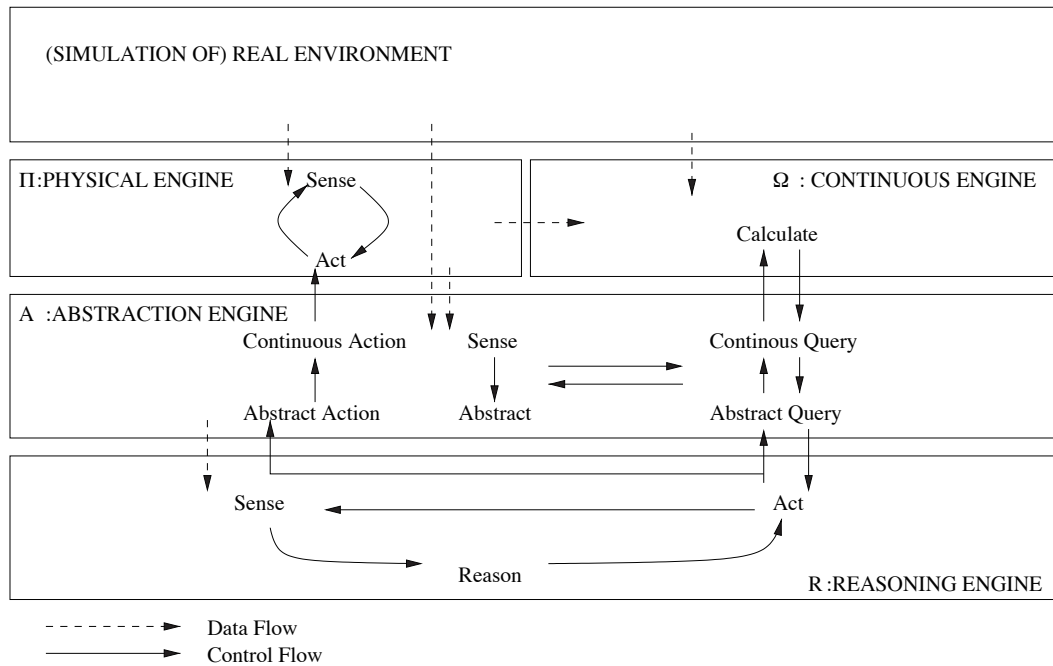 (SIMULATION OF) REAL ENVIRONMENT
Π:PHYSICAL ENGINE
Sense
Act
Ω : CONTINUOUS ENGINE
Calculate
A :ABSTRACTION ENGINE
Continuous Action
Sense
Continous Query
Abstract Action
Abstract
Abstract Query
Sense
Act
Reason
R:REASONING ENGINE
Data Flow
Control Flow